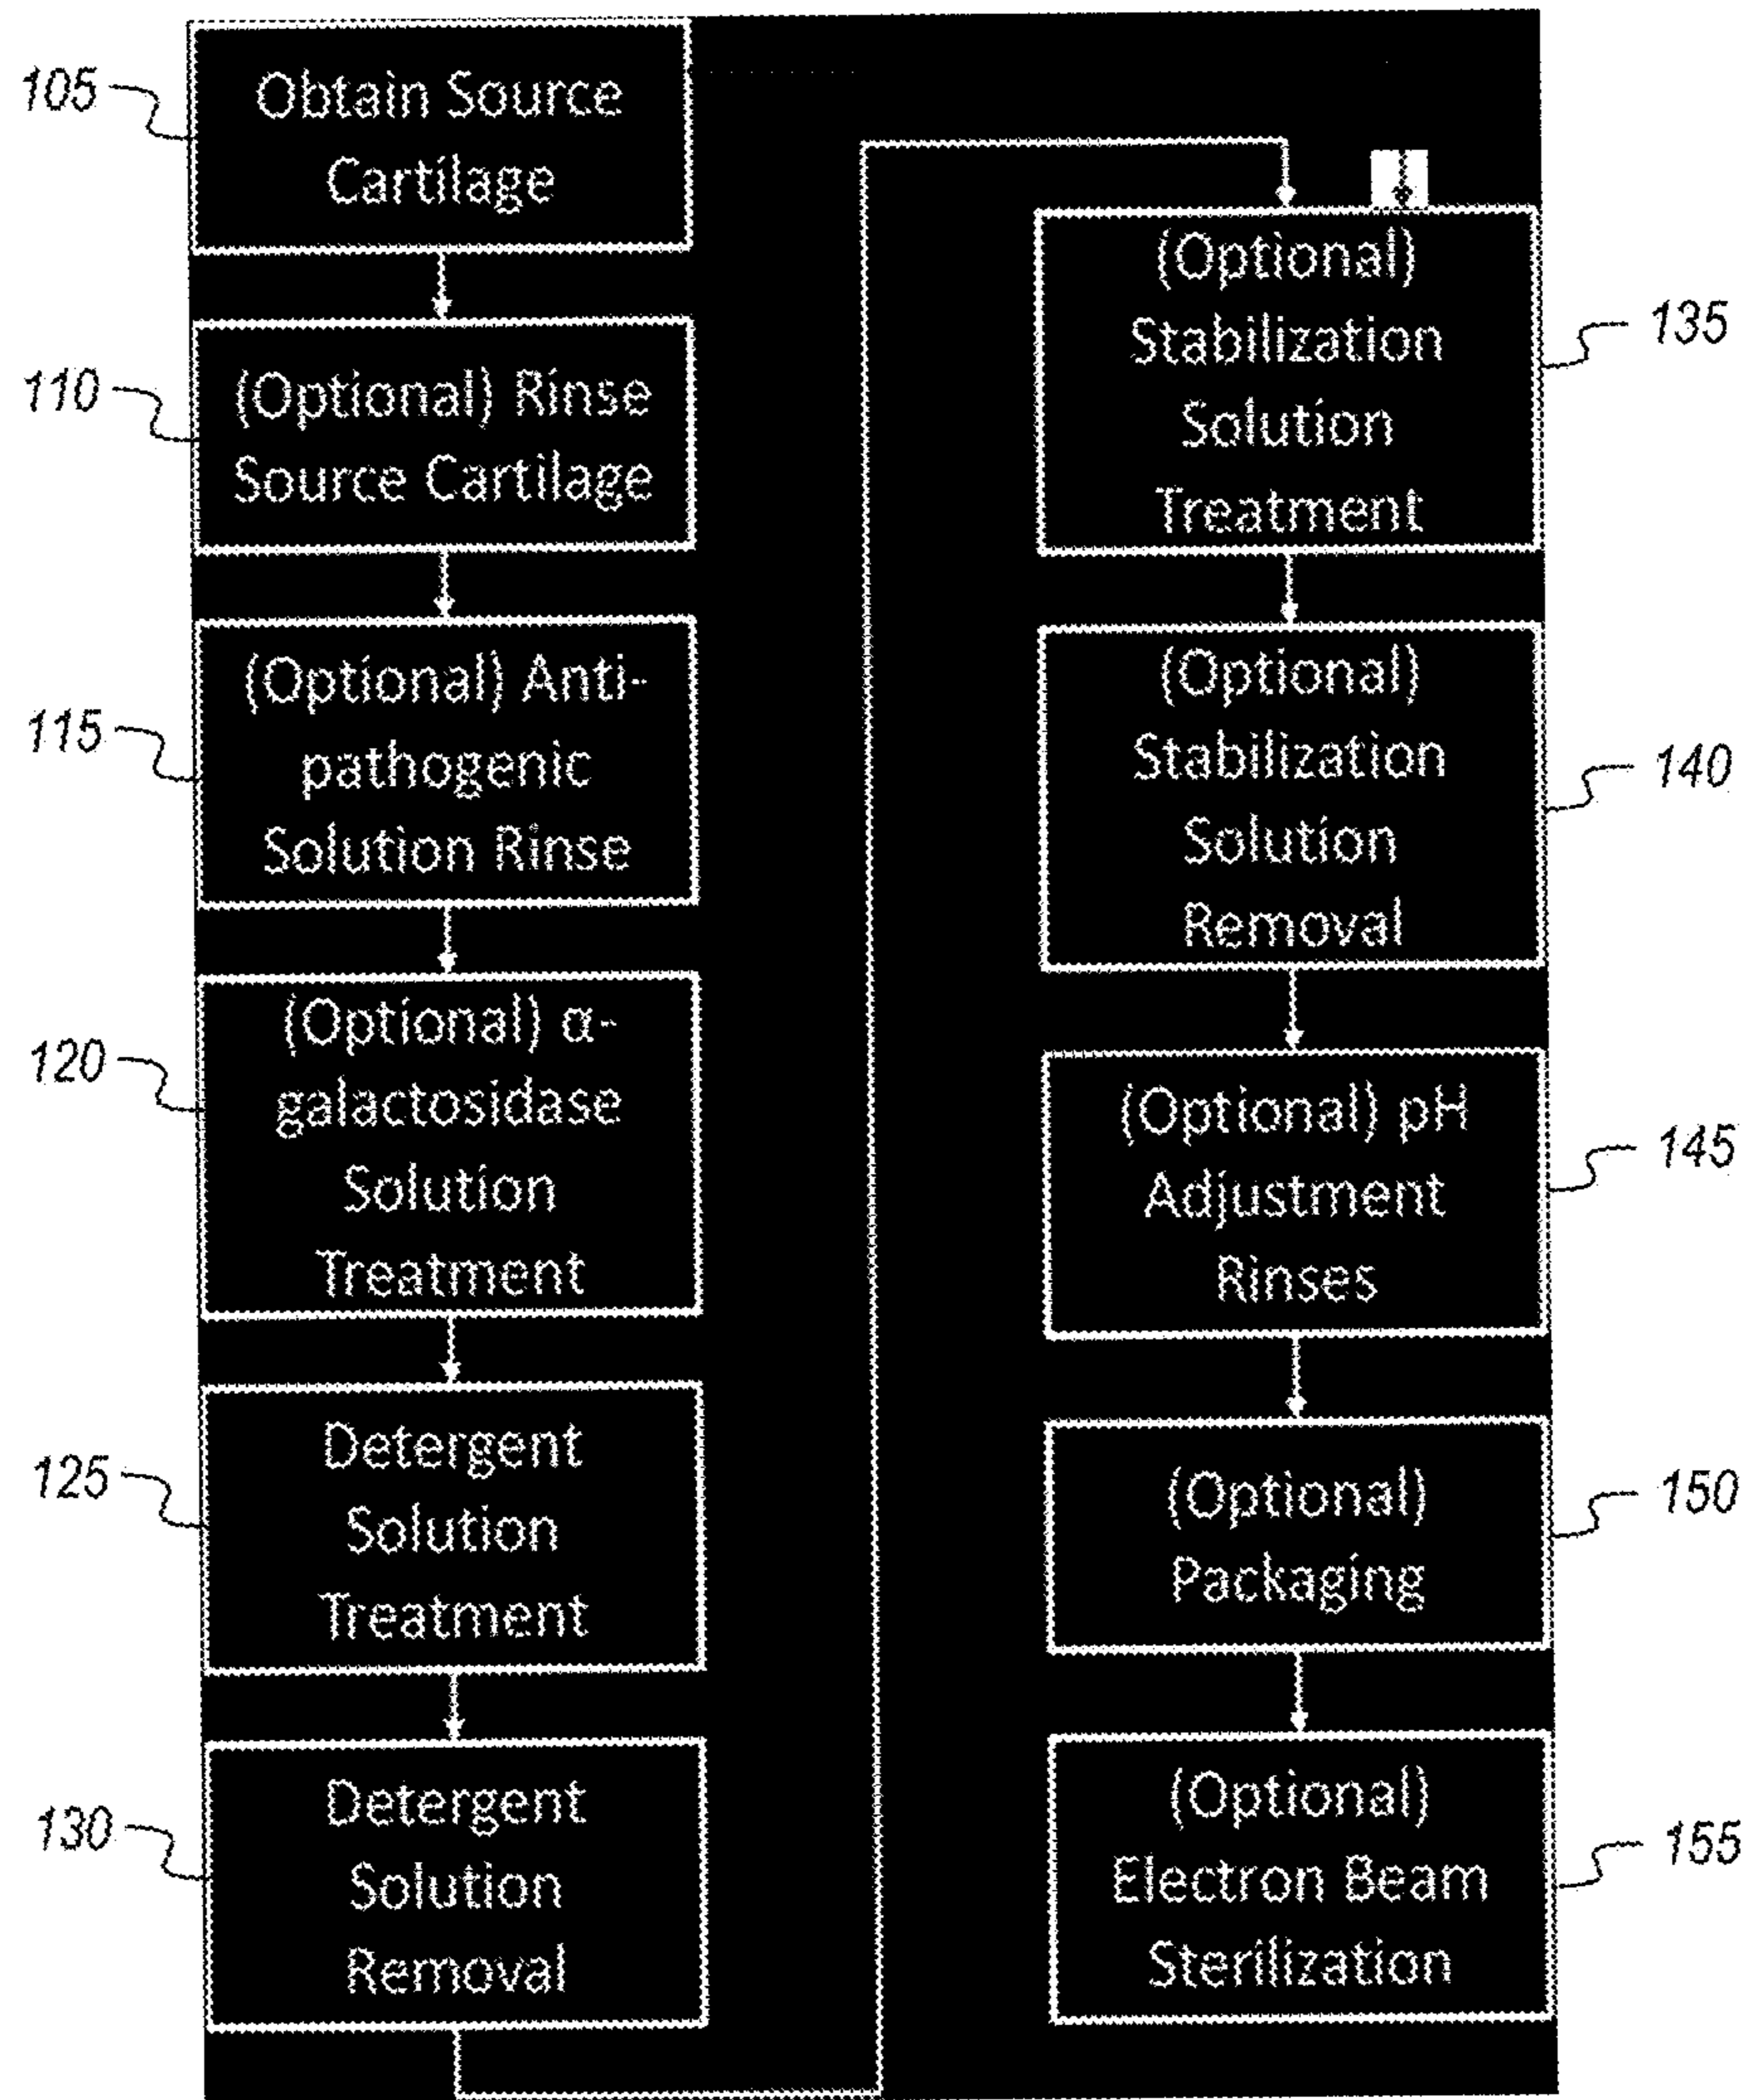 105
Obtain Source
Cartilage
110
(Optional) Rinse
Source Cartilage
115
(Optional) Anti-
pathogenic
Solution Rinse
120
(Optional) α-
galactosidase
Solution
Treatment
125
Detergent
Solution
Treatment
130
Detergent
Solution
Removal
(Optional)
Stabilization
Solution
Treatment
135
(Optional)
Stabilization
Solution
Removal
140
(Optional) pH
Adjustment
Rinses
145
(Optional)
Packaging
150
(Optional)
Electron Beam
Sterilization
155